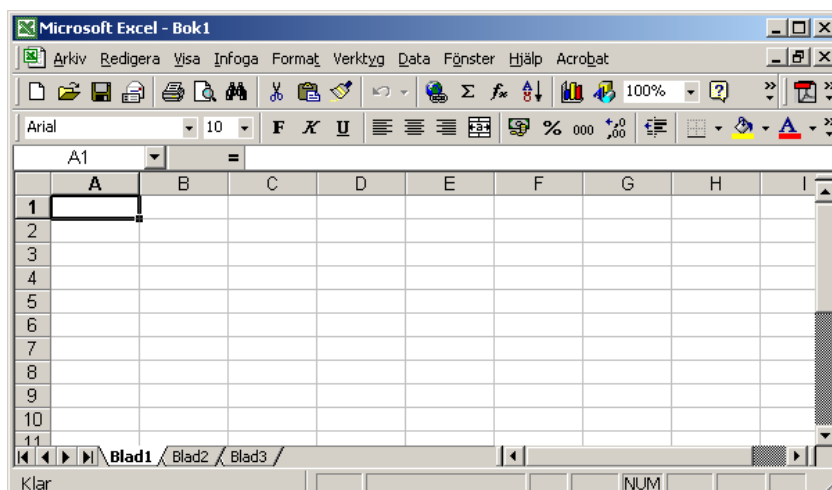 Microsoft Excel - Bok1
Arkiv Redigera Visa Infoga Format Verktyg Data Fönster Hjälp Acrobat
100%
Arial 10 F K U % 000
A1 =
A B C D E F G H I
1
2
3
4
5
6
7
8
9
10
11
Blad1 Blad2 Blad3
Klar NUM